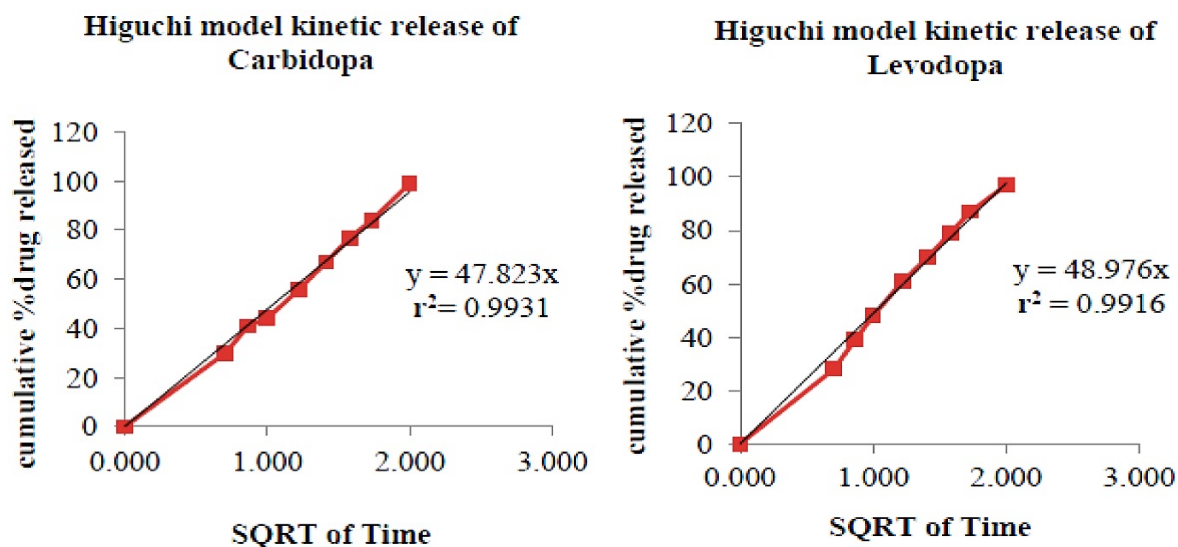 Higuchi model kinetic release of
Carbidopa
cumulative %drug released
120
100
80
60
40
20
0
0.000 1.000 2.000 3.000
y = 47.823x
r²= 0.9931
SQRT of Time
Higuchi model kinetic release of
Levodopa
cumulative %drug released
120
100
80
60
40
20
0
0.000 1.000 2.000 3.000
y = 48.976x
r² = 0.9916
SQRT of Time